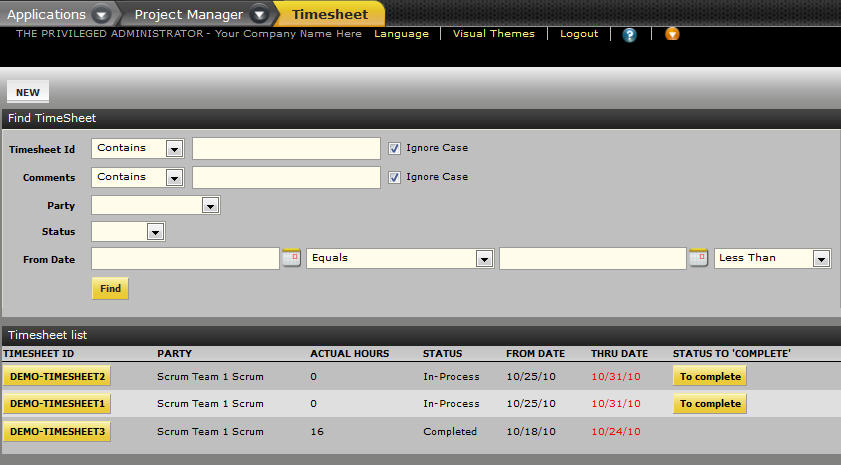 Applications Project Manager Timesheet
THE PRIVILEGED ADMINISTRATOR - Your Company Name Here Language Visual Themes Logout ?
NEW
Find TimeSheet
Timesheet Id Contains Ignore Case
Comments Contains Ignore Case
Party
Status
From Date Equals Less Than
Find
Timesheet list
TIMESHEET ID PARTY ACTUAL HOURS STATUS FROM DATE THRU DATE STATUS TO 'COMPLETE'
DEMO-TIMESHEET2 Scrum Team 1 Scrum 0 In-Process 10/25/10 10/31/10 To complete
DEMO-TIMESHEET1 Scrum Team 1 Scrum 0 In-Process 10/25/10 10/31/10 To complete
DEMO-TIMESHEET3 Scrum Team 1 Scrum 16 Completed 10/18/10 10/24/10